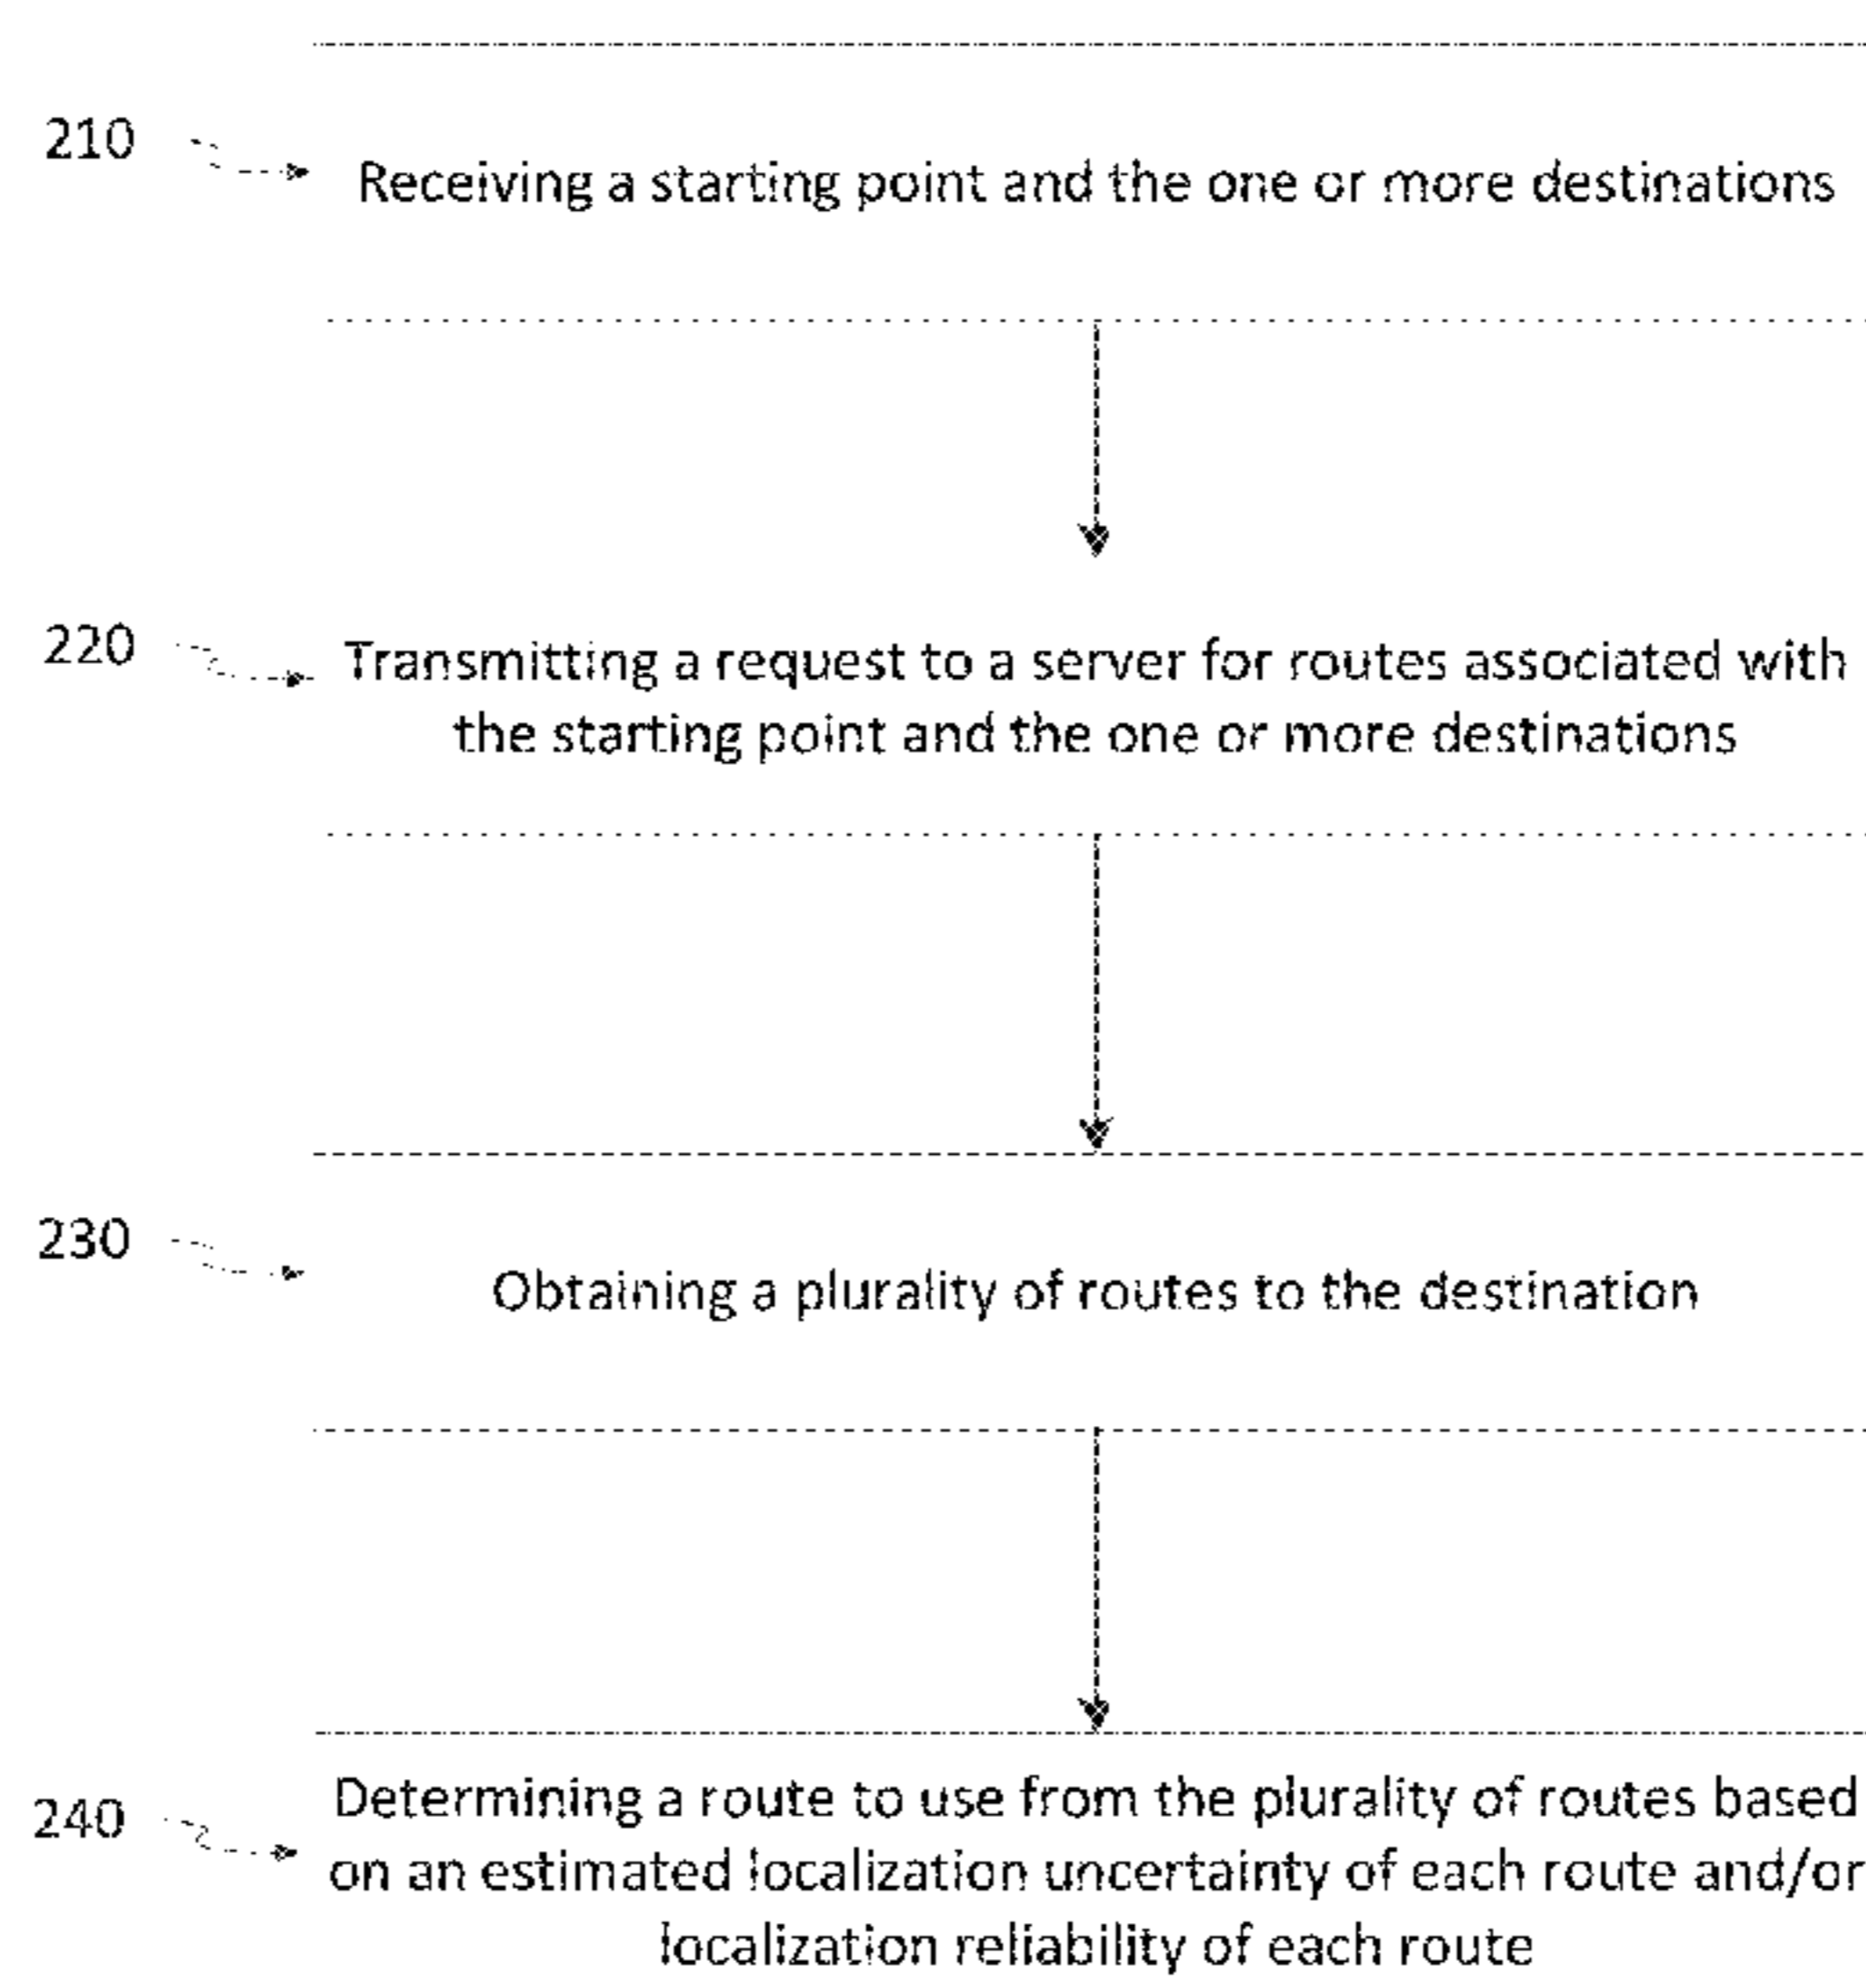 210
Receiving a starting point and the one or more destinations
220
Transmitting a request to a server for routes associated with
the starting point and the one or more destinations
230
Obtaining a plurality of routes to the destination
240
Determining a route to use from the plurality of routes based
on an estimated localization uncertainty of each route and/or
localization reliability of each route